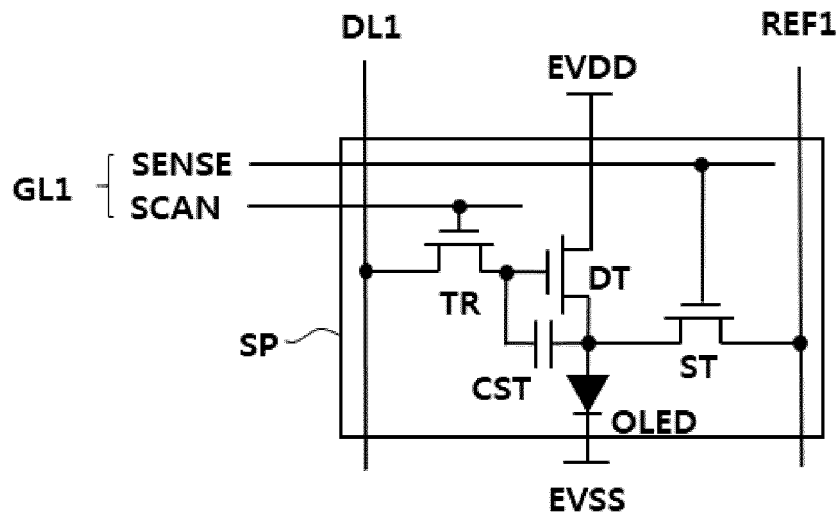 DL1
REF1
EVDD
SENSE
GL1
SCAN
DT
TR
SP
ST
CST
OLED
EVSS